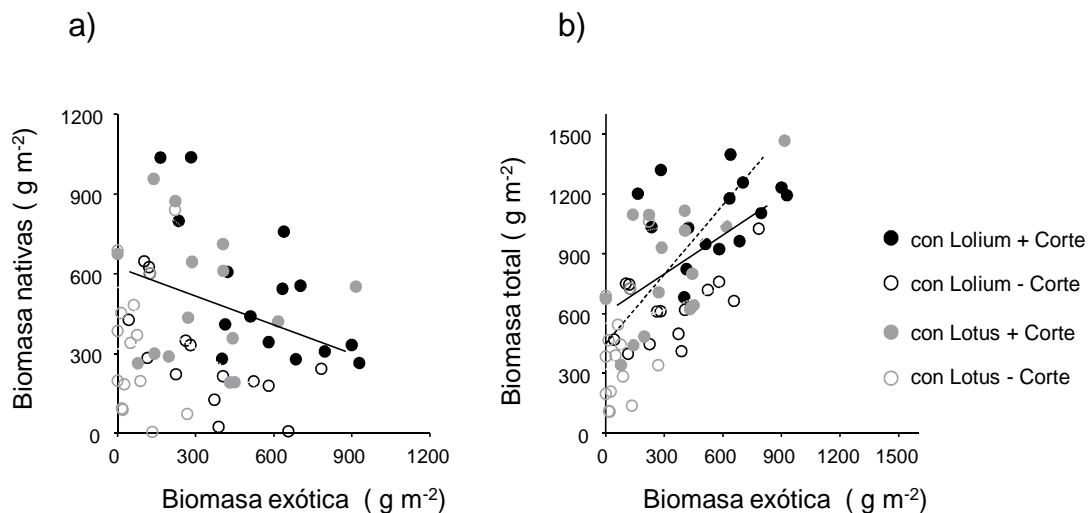 a)
b)
Biomasa nativas ( g m-2)
1200
900
600
300
0
0
300
600
900
1200
Biomasa exótica ( g m-2)
Biomasa total ( g m-2)
1500
1200
900
600
300
0
0
300
600
900
1200
1500
Biomasa exótica ( g m-2)
con Lolium + Corte
con Lolium - Corte
con Lotus + Corte
con Lotus - Corte